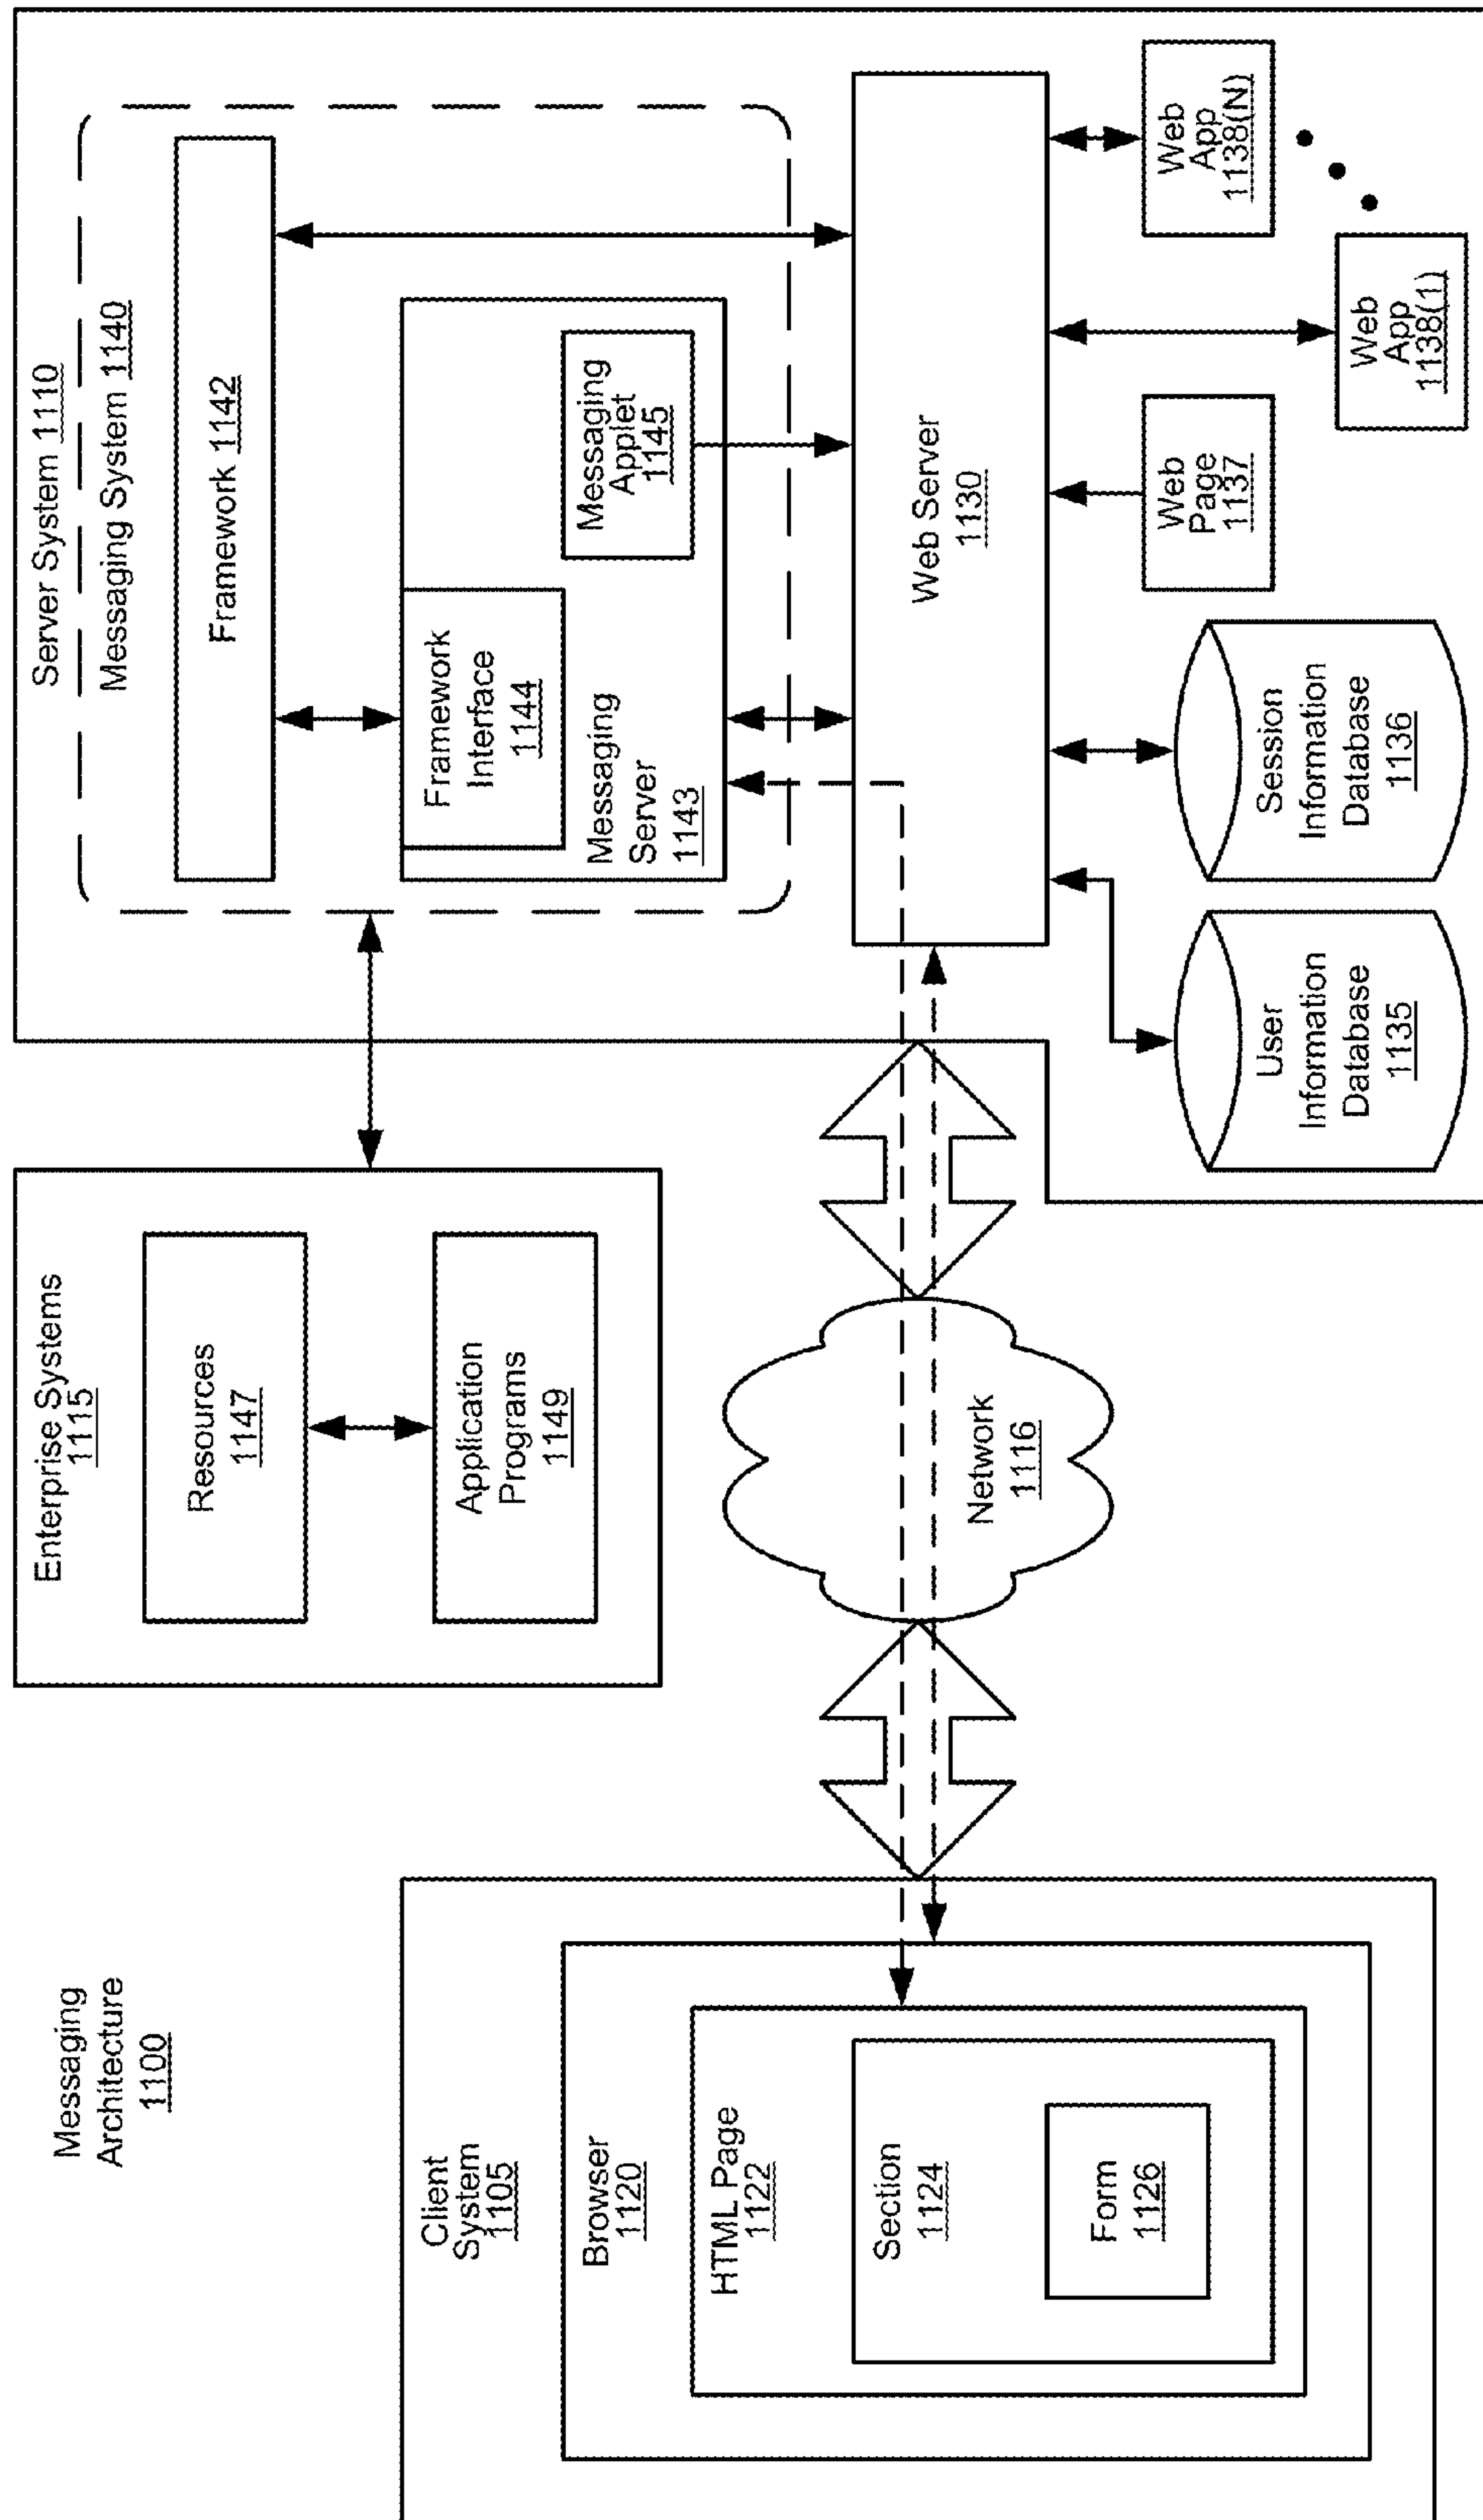 Messaging
Architecture
1100
Client
System
1105
Browser
1120
HTML Page
1122
Section
1124
Form
1126
Enterprise Systems
1115
Resources
1147
Application
Programs
1149
Network
1116
Server System 1110
Messaging System 1140
Framework 1142
Framework
Interface
1144
Messaging
Server
1143
Messaging
Applet
1145
Web Server
1130
User
Information
Database
1135
Session
Information
Database
1136
Web
Page
1137
Web
App
1138(1)
Web
App
1138(N)